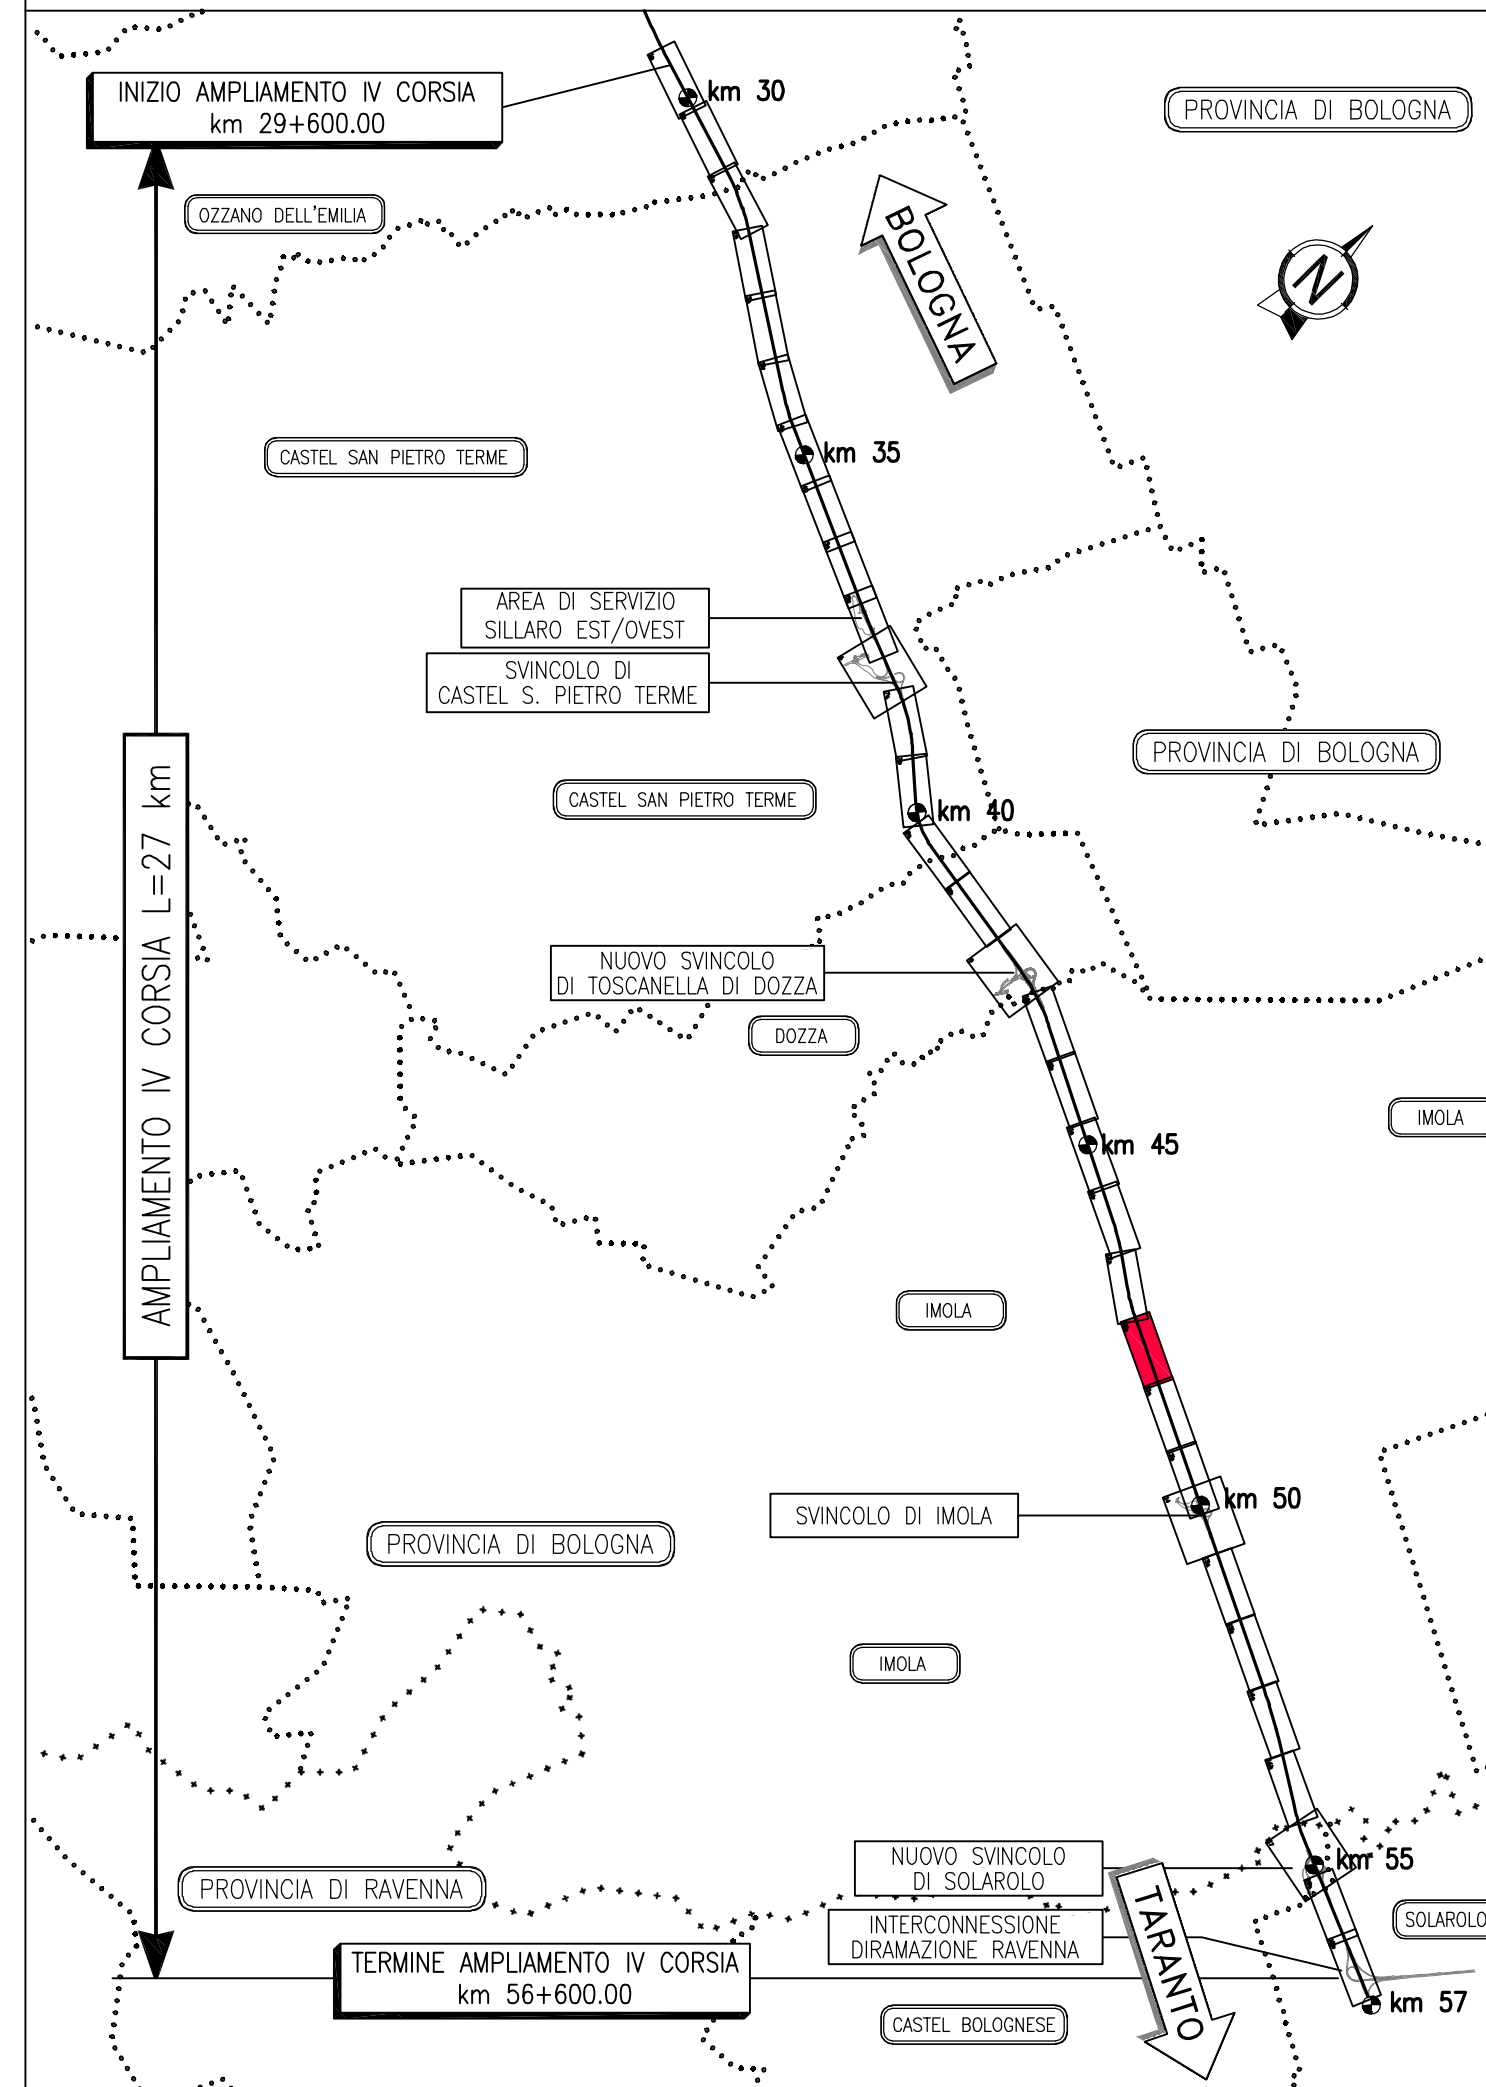 INIZIO AMPLIAMENTO IV CORSIA
km 29+600.00
km 30
PROVINCIA DI BOLOGNA
OZZANO DELL'EMILIA
BOLOGNA
N
CASTEL SAN PIETRO TERME
km 35
AREA DI SERVIZIO
SILLARO EST/OVEST
SVINCOLO DI
CASTEL S. PIETRO TERME
PROVINCIA DI BOLOGNA
AMPLIAMENTO IV CORSIA L=27 km
CASTEL SAN PIETRO TERME
km 40
NUOVO SVINCOLO
DI TOSCANELLA DI DOZZA
DOZZA
IMOLA
km 45
IMOLA
km 50
SVINCOLO DI IMOLA
PROVINCIA DI BOLOGNA
IMOLA
NUOVO SVINCOLO
DI SOLAROLO
km 55
PROVINCIA DI RAVENNA
SOLAROLO
INTERCONNESSIONE
DIRAMAZIONE RAVENNA
TARANTO
TERMINE AMPLIAMENTO IV CORSIA
km 56+600.00
km 57
CASTEL BOLOGNESE